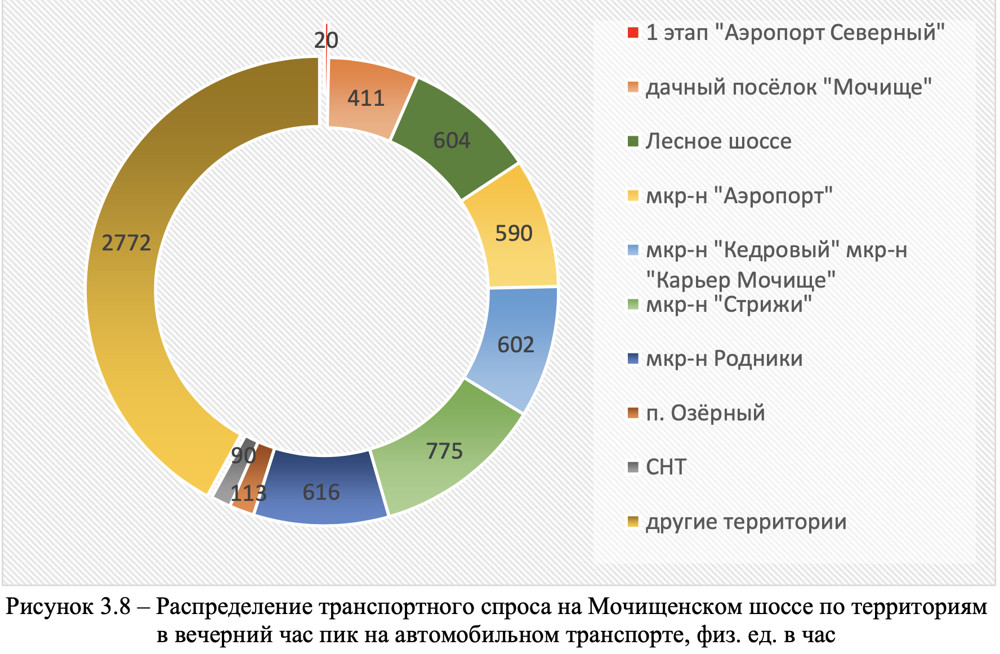 20
411
604
590
602
775
616
113
90
2772
1 этап "Аэропорт Северный"
дачный посёлок "Мочище"
Лесное шоссе
мкр-н "Аэропорт"
мкр-н "Кедровый" мкр-н
"Карьер Мочище"
мкр-н "Стрижи"
мкр-н Родники
п. Озёрный
СНТ
другие территории
Рисунок 3.8 – Распределение транспортного спроса на Мочищенском шоссе по территориям
в вечерний час пик на автомобильном транспорте, физ. ед. в час